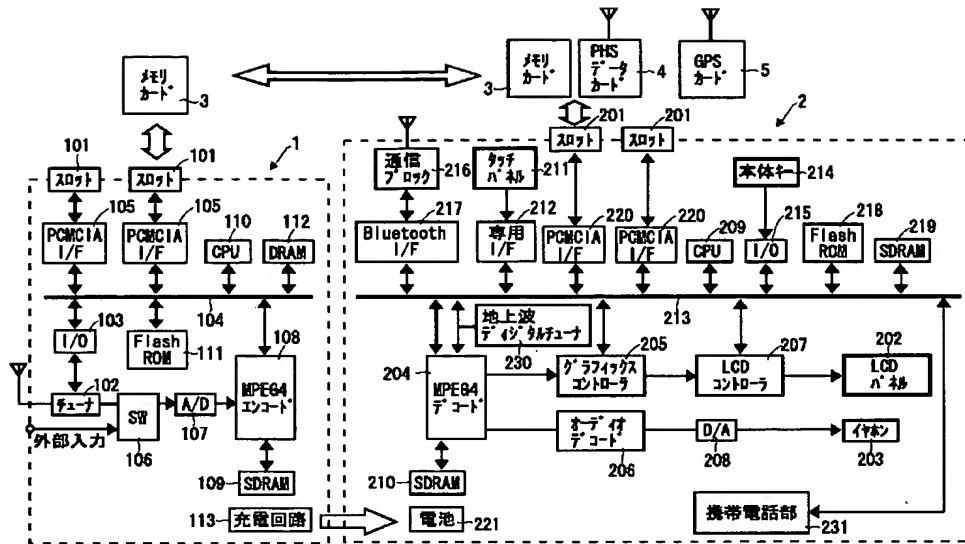 メモリ
カード
3
メモリ
カード
3
PHS
データ
カード
4
GPS
カード
5
2
1
101
スロット
101
スロット
105
PCMCIA
I/F
105
PCMCIA
I/F
110
CPU
112
DRAM
104
103
I/O
Flash
ROM
111
108
MPEG4
エンコード
102
チューナ
SW
106
A/D
107
外部入力
109
SDRAM
113
充電回路
201
スロット
201
スロット
通信
ブロック
216
タッチ
パネル
211
本体キー
214
217
Bluetooth
I/F
212
専用
I/F
220
PCMCIA
I/F
220
PCMCIA
I/F
209
CPU
215
I/O
218
Flash
ROM
219
SDRAM
213
地上波
ディジタルチューナ
230
204
MPEG4
デコード
205
グラフィックス
コントローラ
207
LCD
コントローラ
202
LCD
パネル
オーディオ
デコード
206
D/A
208
イヤホン
203
210
SDRAM
電池
221
携帯電話部
231